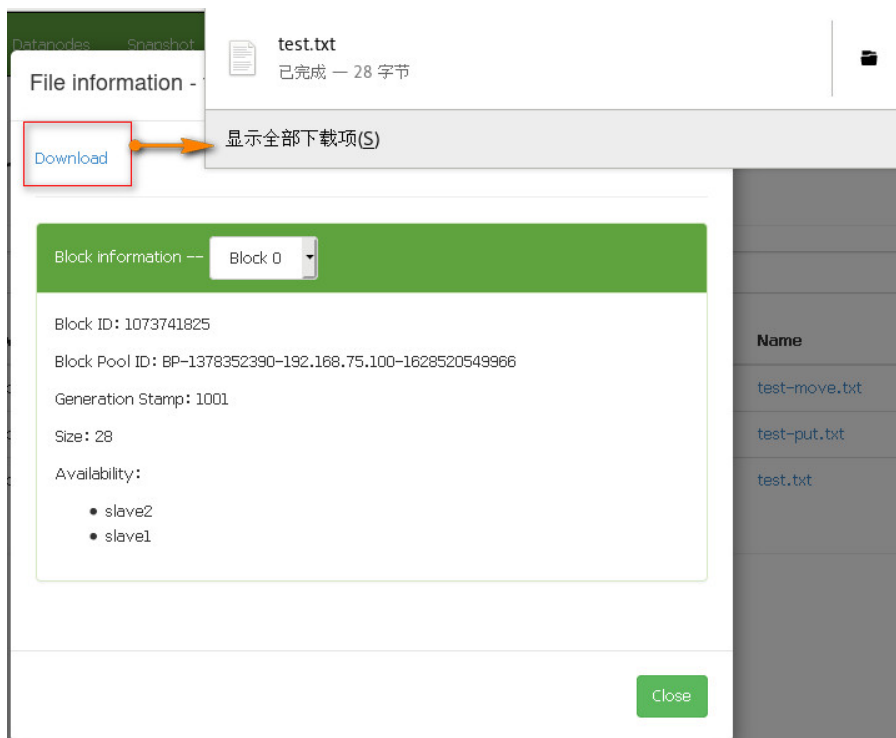 Datanodes Snapshot
test.txt
已完成 — 28 字节
File information -
显示全部下载项(S)
Download
Block information --
Block 0
Block ID: 1073741825
Block Pool ID: BP-1378352390-192.168.75.100-1628520549966
Generation Stamp: 1001
Size: 28
Availability:
slave2
slave1
Name
test-move.txt
test-put.txt
test.txt
Close